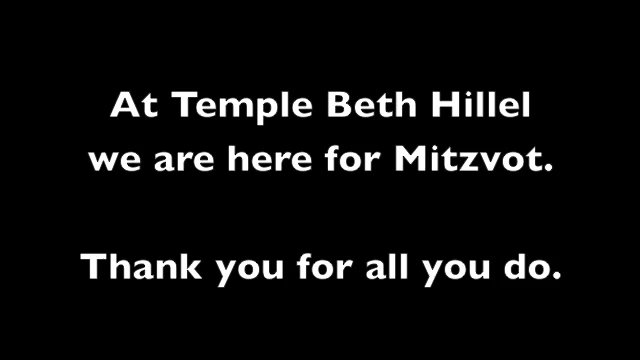 At Temple Beth Hillel
we are here for Mitzvot.
Thank you for all you do.